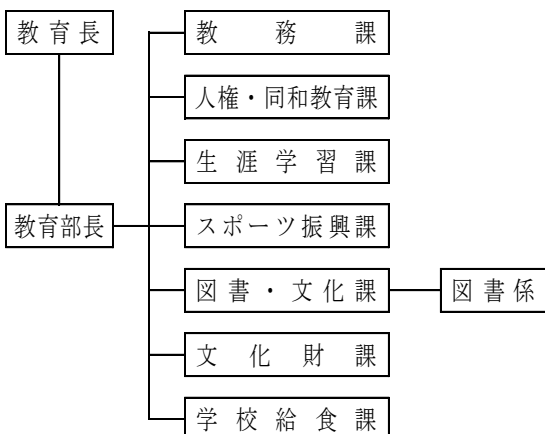 教育長
教務課
人権・同和教育課
生涯学習課
教育部長
スポーツ振興課
図書・文化課
図書係
文化財課
学校給食課